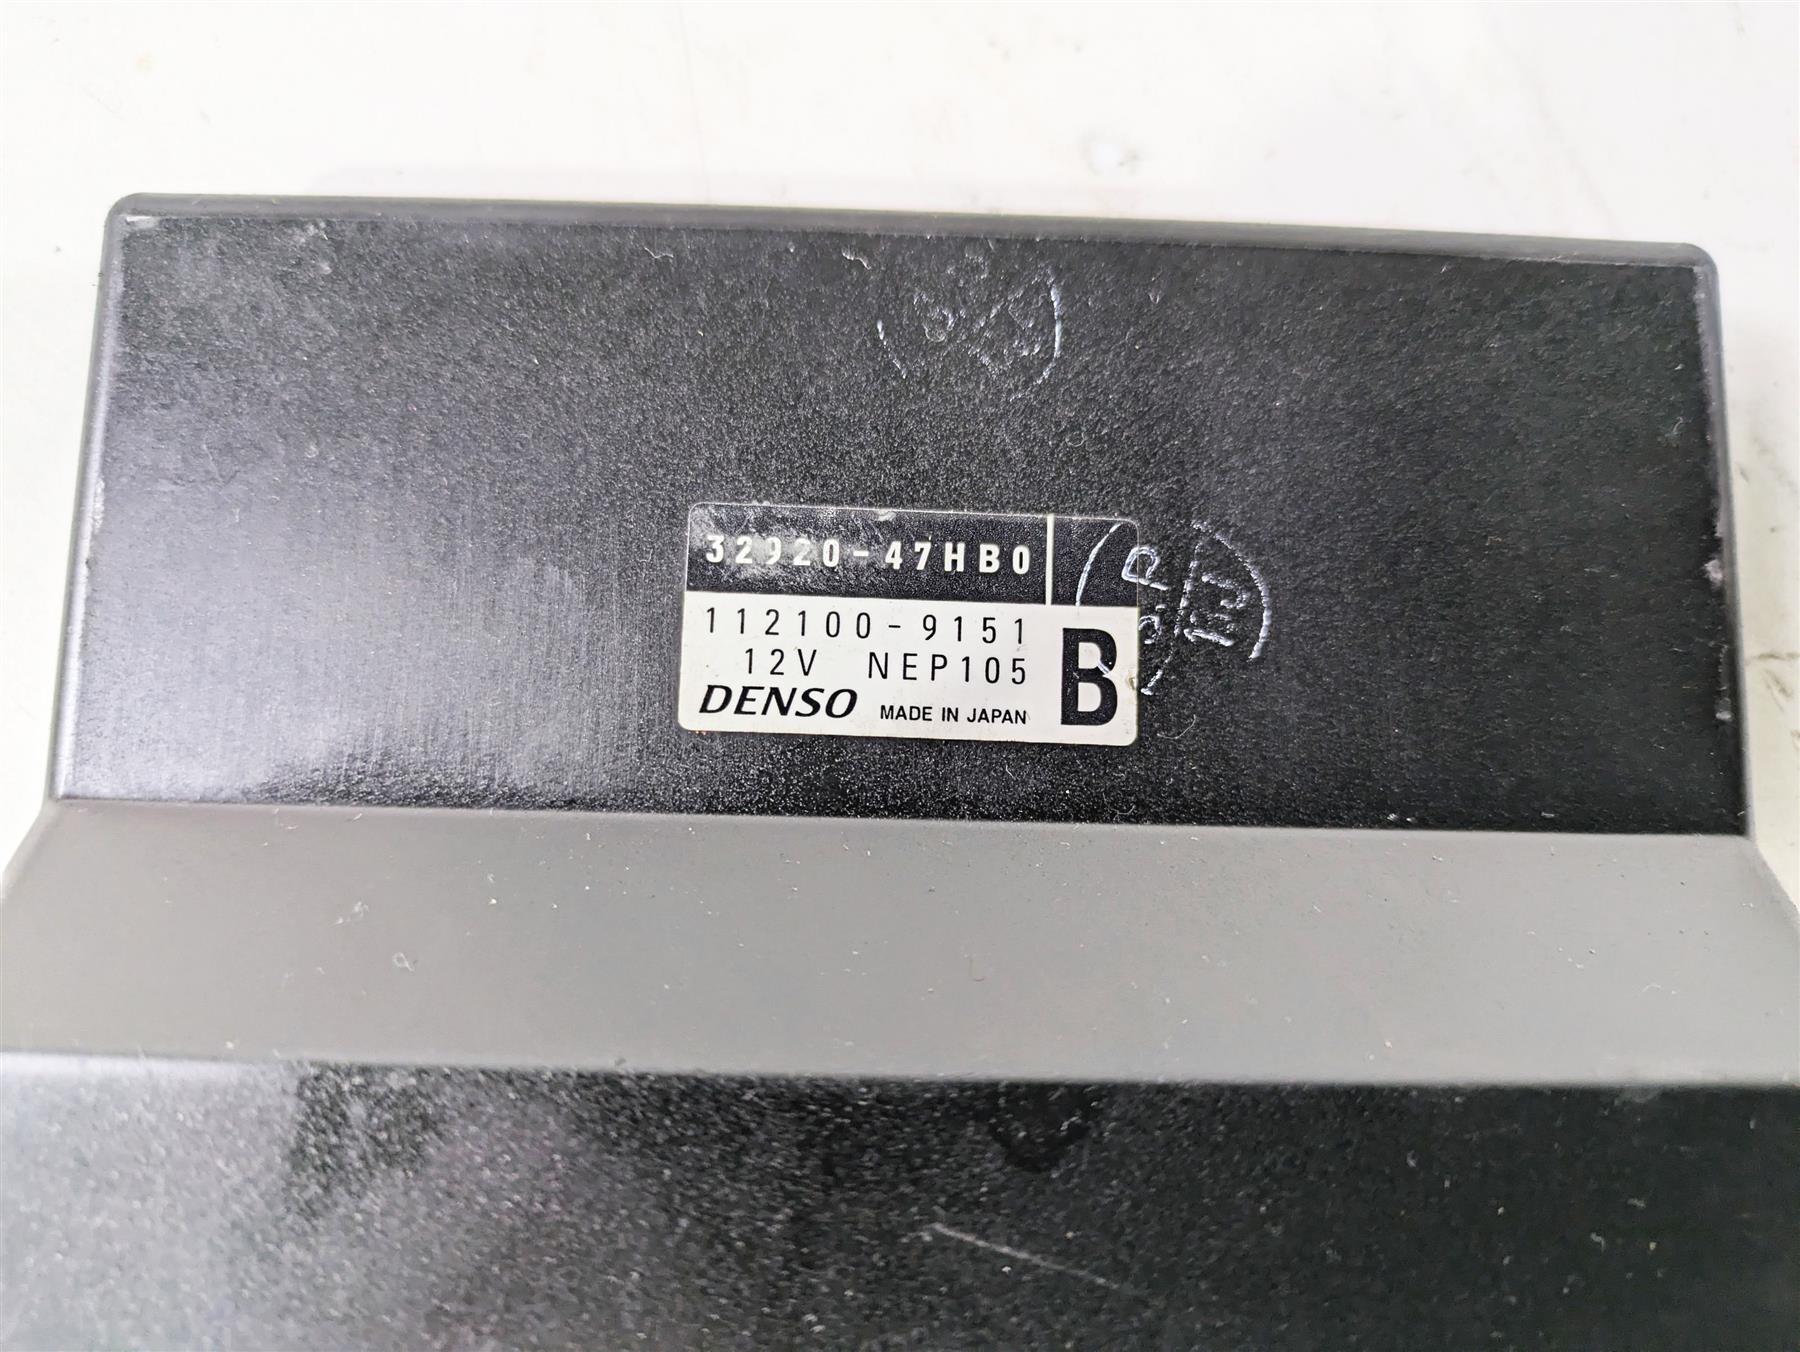 32920-47HB0
112100-9151
12V NEP105
B
DENSO MADE IN JAPAN